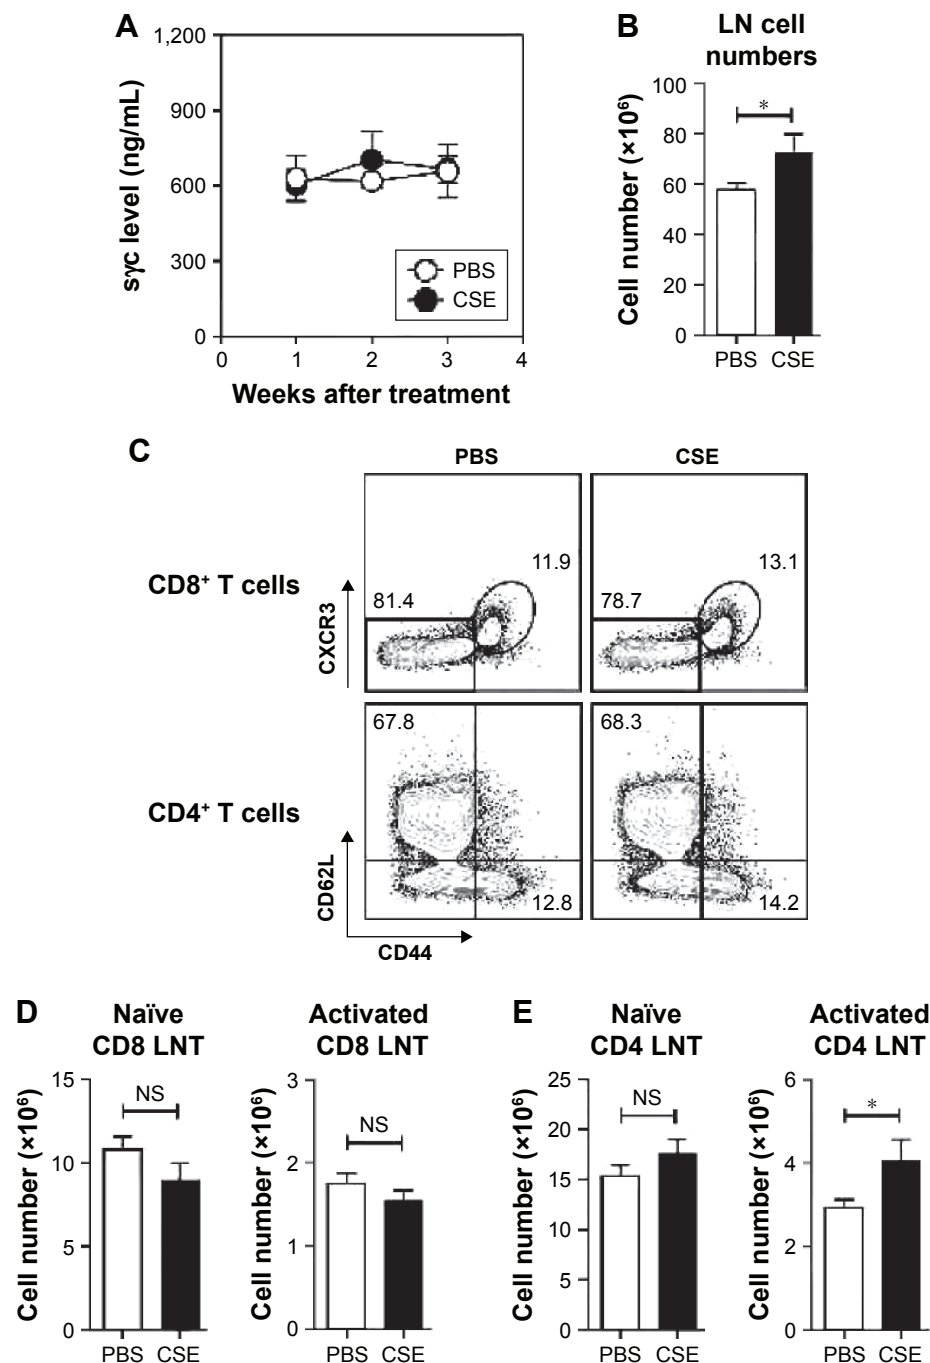 A
1,200
900
600
300
0
sγc level (ng/mL)
PBS
CSE
0 1 2 3 4
Weeks after treatment
B
LN cell
numbers
100
80
60
40
20
0
Cell number (×10⁶)
*
PBS CSE
C
PBS CSE
CD8⁺ T cells
CXCR3
81.4 11.9
78.7 13.1
CD4⁺ T cells
CD62L
67.8
12.8
68.3
14.2
CD44
D
Naïve
CD8 LNT
15
10
5
0
Cell number (×10⁶)
NS
PBS CSE
Activated
CD8 LNT
3
2
1
0
Cell number (×10⁶)
NS
PBS CSE
E
Naïve
CD4 LNT
25
20
15
10
5
0
Cell number (×10⁶)
NS
PBS CSE
Activated
CD4 LNT
6
4
2
0
Cell number (×10⁶)
*
PBS CSE